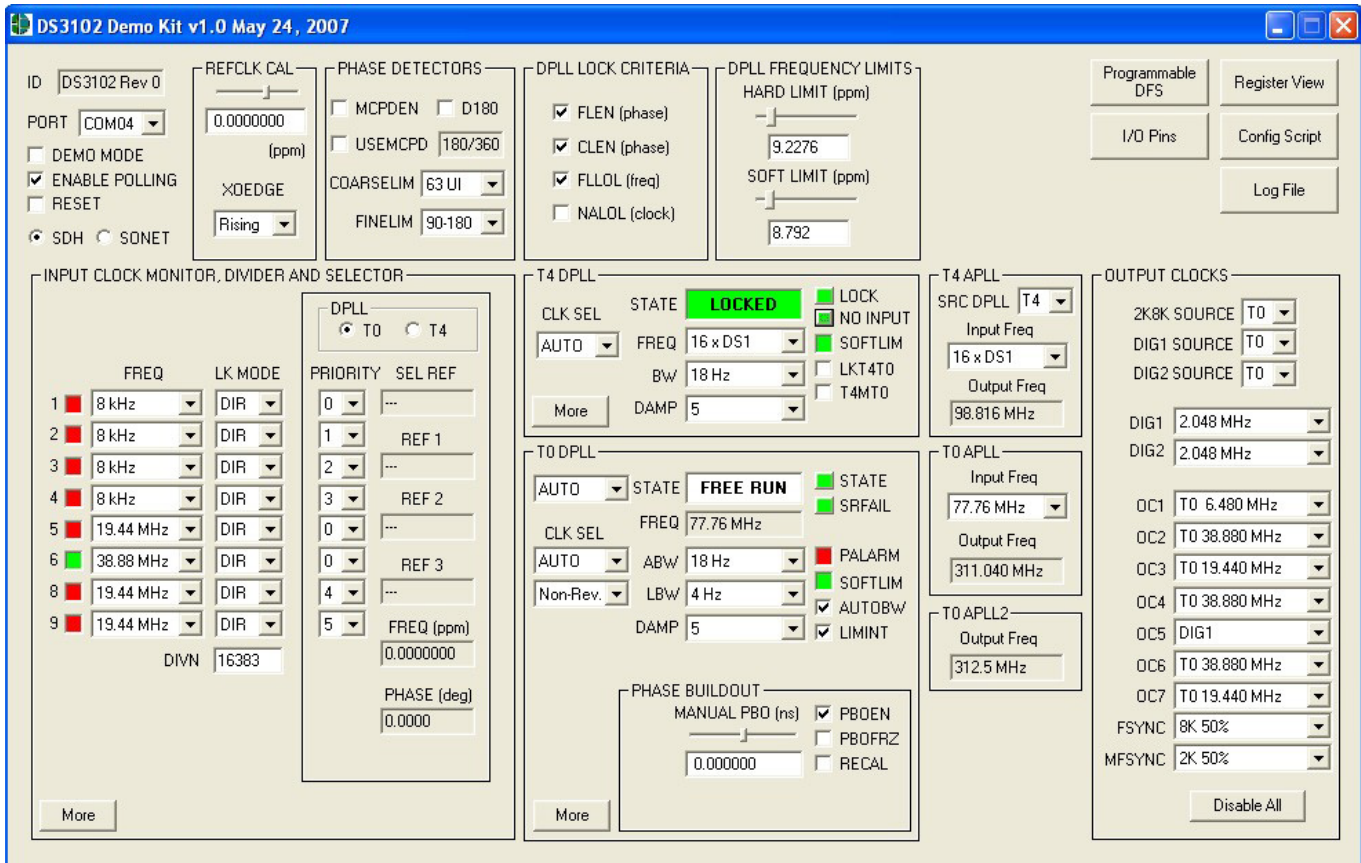 DS3102 Demo Kit v1.0 May 24, 2007
ID DS3102 Rev 0
PORT COM04
DEMO MODE
ENABLE POLLING
RESET
SDH SONET
REFCLK CAL
0.0000000
(ppm)
XOEDGE
Rising
PHASE DETECTORS
MCPDEN D180
USEMCPD 180/360
COARSELIM 63 UI
FINELIM 90-180
DPLL LOCK CRITERIA
FLEN (phase)
CLEN (phase)
FLLOL (freq)
NALOL (clock)
DPLL FREQUENCY LIMITS
HARD LIMIT (ppm)
9.2276
SOFT LIMIT (ppm)
8.792
Programmable
DFS
Register View
I/O Pins
Config Script
Log File
INPUT CLOCK MONITOR, DIVIDER AND SELECTOR
DPLL
T0 T4
FREQ LK MODE PRIORITY SEL REF
1 8 kHz DIR 0 ---
2 8 kHz DIR 1 REF 1
3 8 kHz DIR 2 ---
4 8 kHz DIR 3 REF 2
5 19.44 MHz DIR 0 ---
6 38.88 MHz DIR 0 REF 3
8 19.44 MHz DIR 4 ---
9 19.44 MHz DIR 5 FREQ (ppm)
DIVN 16383 0.0000000
PHASE (deg)
0.0000
More
T4 DPLL
CLK SEL
AUTO
STATE LOCKED
FREQ 16 x DS1
BW 18 Hz
DAMP 5
More
LOCK
NO INPUT
SOFTLIM
LKT4T0
T4MT0
T0 DPLL
AUTO STATE FREE RUN
FREQ 77.76 MHz
CLK SEL
AUTO ABW 18 Hz
Non-Rev. LBW 4 Hz
DAMP 5
STATE
SRFAIL
PALARM
SOFTLIM
AUTOBW
LIMINT
PHASE BUILDOUT
MANUAL PBO (ns)
0.000000
PBOEN
PBOFRZ
RECAL
More
T4 APLL
SRC DPLL T4
Input Freq
16 x DS1
Output Freq
98.816 MHz
T0 APLL
Input Freq
77.76 MHz
Output Freq
311.040 MHz
T0 APLL2
Output Freq
312.5 MHz
OUTPUT CLOCKS
2K8K SOURCE T0
DIG1 SOURCE T0
DIG2 SOURCE T0
DIG1 2.048 MHz
DIG2 2.048 MHz
OC1 T0 6.480 MHz
OC2 T0 38.880 MHz
OC3 T0 19.440 MHz
OC4 T0 38.880 MHz
OC5 DIG1
OC6 T0 38.880 MHz
OC7 T0 19.440 MHz
FSYNC 8K 50%
MFSYNC 2K 50%
Disable All